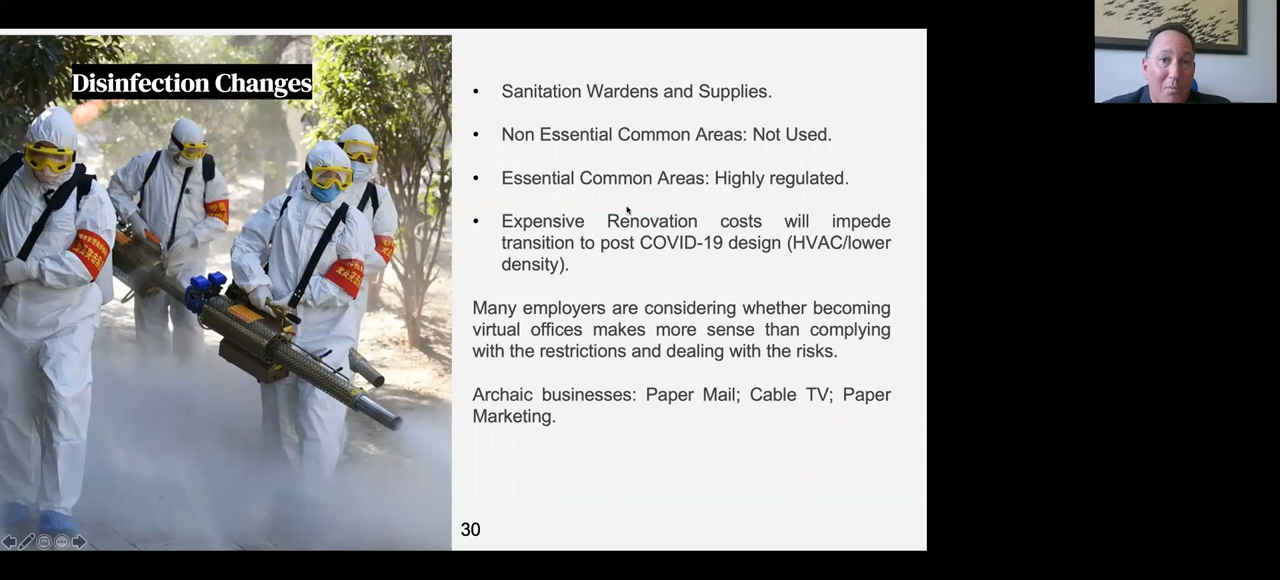 Disinfection Changes
• Sanitation Wardens and Supplies.
• Non Essential Common Areas: Not Used.
• Essential Common Areas: Highly regulated.
• Expensive Renovation costs will impede
transition to post COVID-19 design (HVAC/lower
density).
Many employers are considering whether becoming
virtual offices makes more sense than complying
with the restrictions and dealing with the risks.
Archaic businesses: Paper Mail; Cable TV; Paper
Marketing.
30